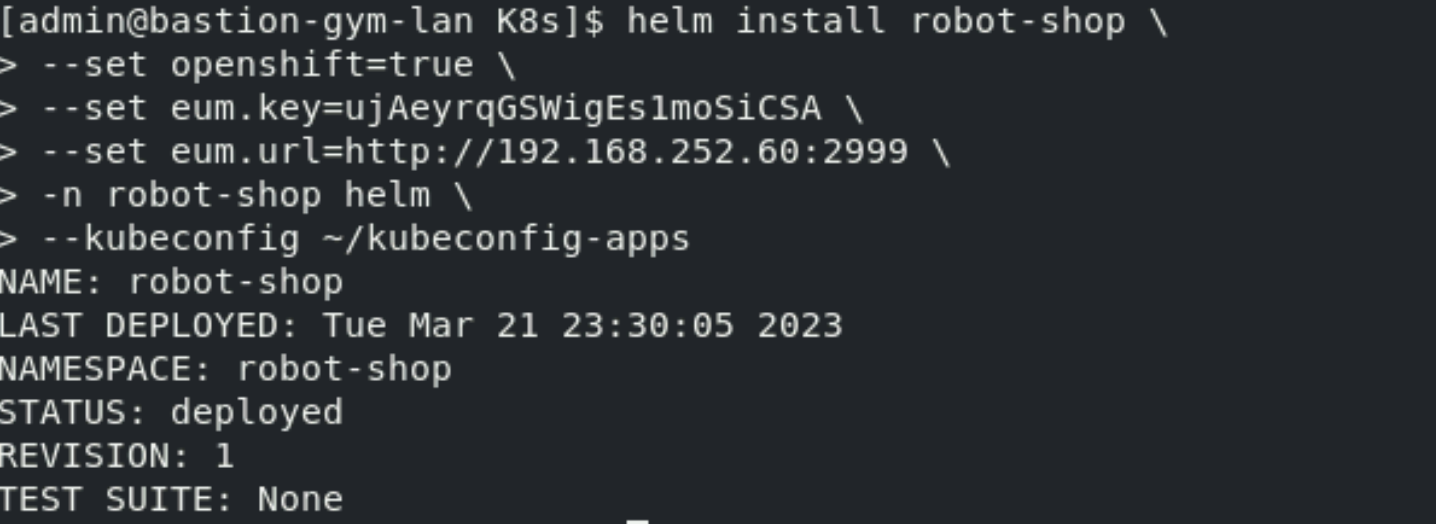 [admin@bastion-gym-lan K8s]$ helm install robot-shop \
> --set openshift=true \
> --set eum.key=ujAeyrqGSWigEs1moSiCSA \
> --set eum.url=http://192.168.252.60:2999 \
> -n robot-shop helm \
> --kubeconfig ~/kubeconfig-apps
NAME: robot-shop
LAST DEPLOYED: Tue Mar 21 23:30:05 2023
NAMESPACE: robot-shop
STATUS: deployed
REVISION: 1
TEST SUITE: None